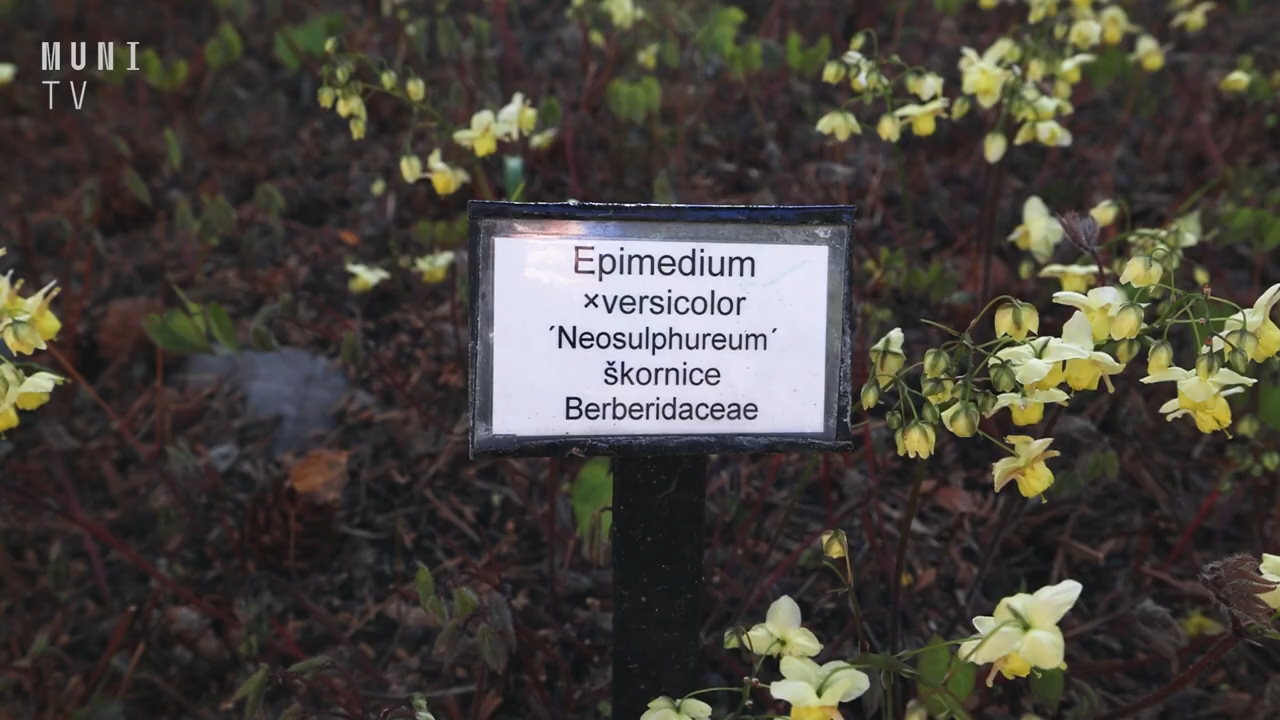 MUNI
TV
Epimedium
×versicolor
´Neosulphureum´
škornice
Berberidaceae